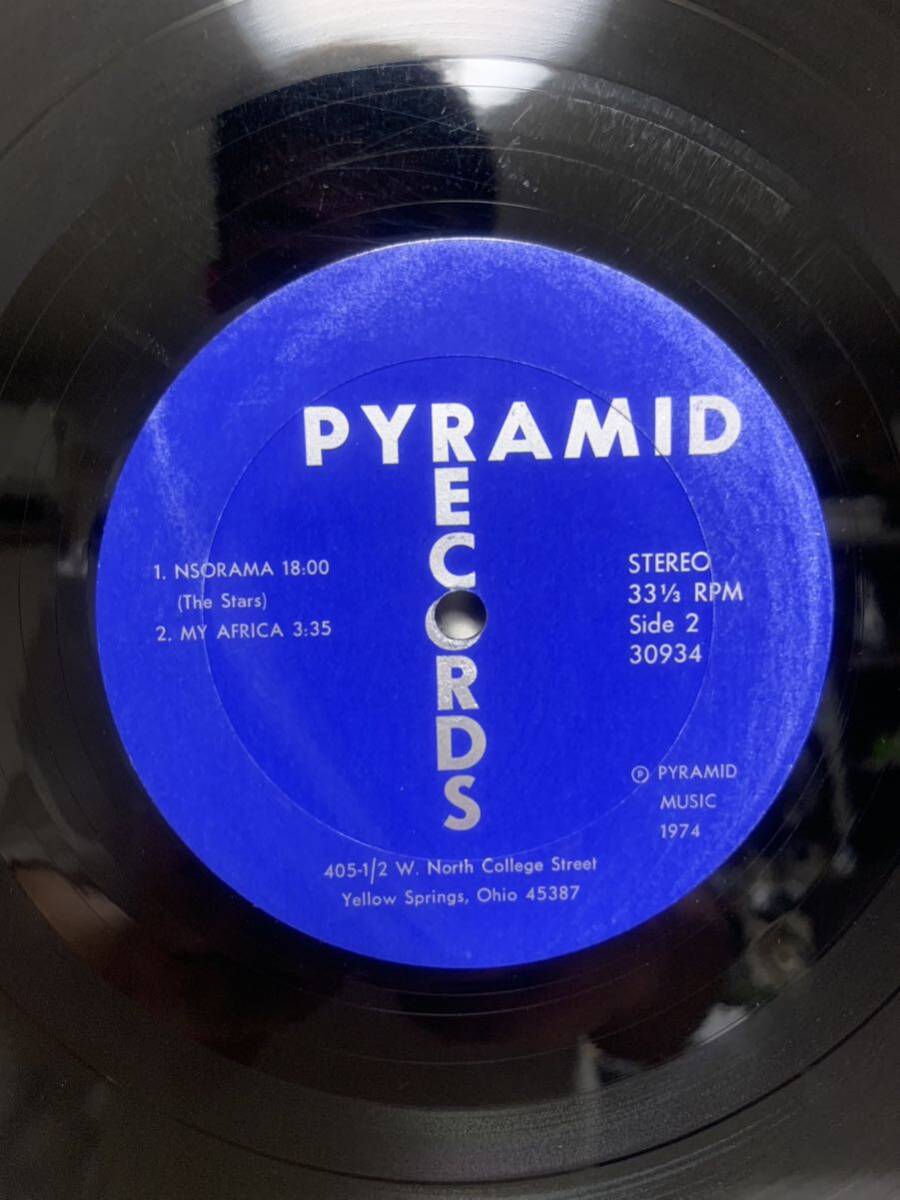 PYRAMID
RECORDS
1. NSORAMA 18:00
(The Stars)
2. MY AFRICA 3:35
STEREO
33⅓ RPM
Side 2
30934
℗ PYRAMID
MUSIC
1974
405-1/2 W. North College Street
Yellow Springs, Ohio 45387